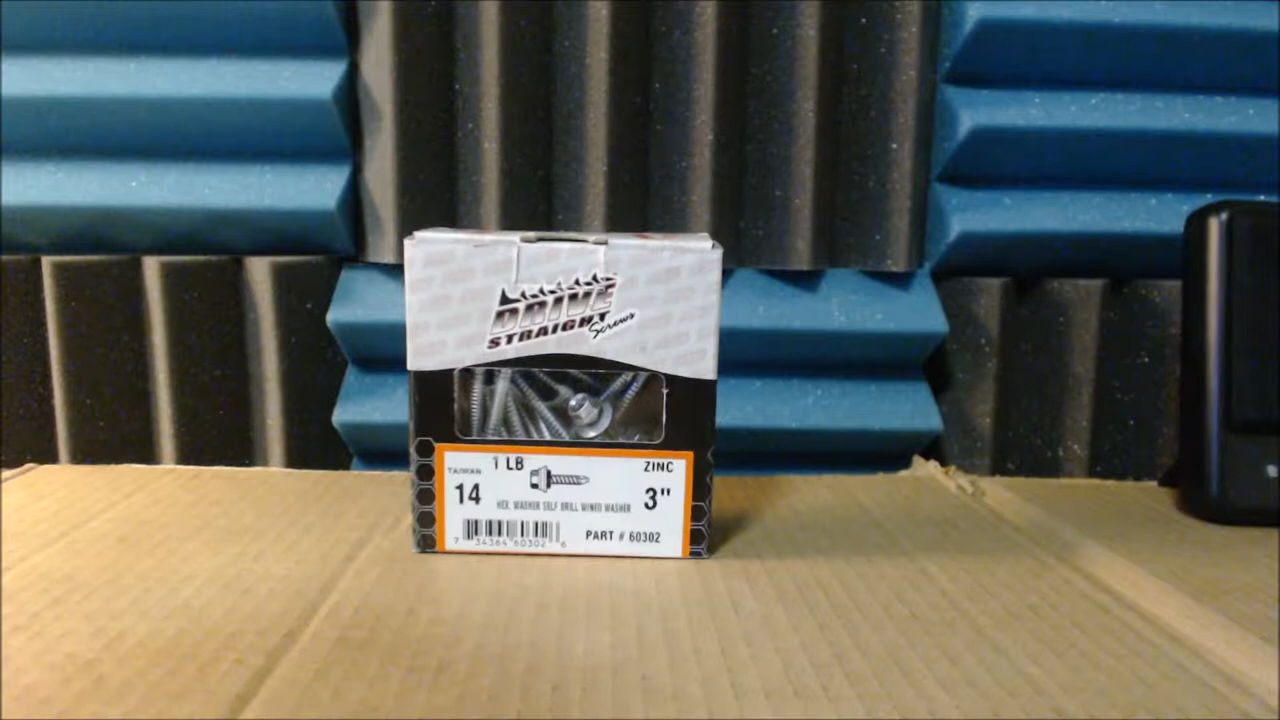 DRIVE
STRAIGHT
Screws
1 LB
ZINC
TAIWAN
14
3"
HEX. WASHER SELF DRILL W/NEO WASHER
7 34364 60302 6
PART # 60302